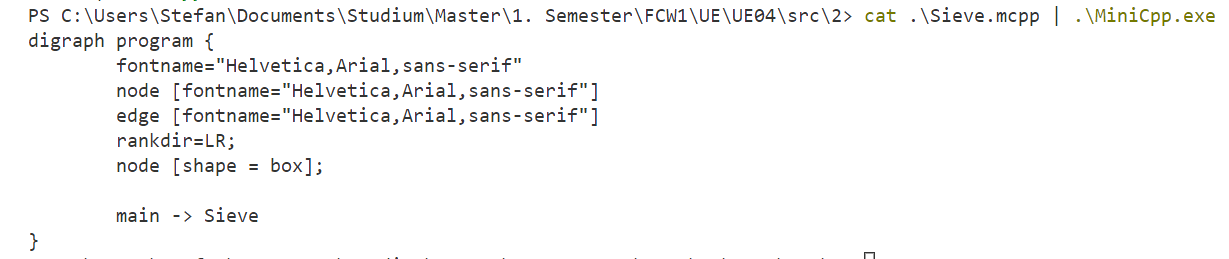 PS C:\Users\Stefan\Documents\Studium\Master\1. Semester\FCW1\UE\UE04\src\2> cat .\Sieve.mcpp | .\MiniCpp.exe
digraph program {
fontname="Helvetica,Arial,sans-serif"
node [fontname="Helvetica,Arial,sans-serif"]
edge [fontname="Helvetica,Arial,sans-serif"]
rankdir=LR;
node [shape = box];
main -> Sieve
}